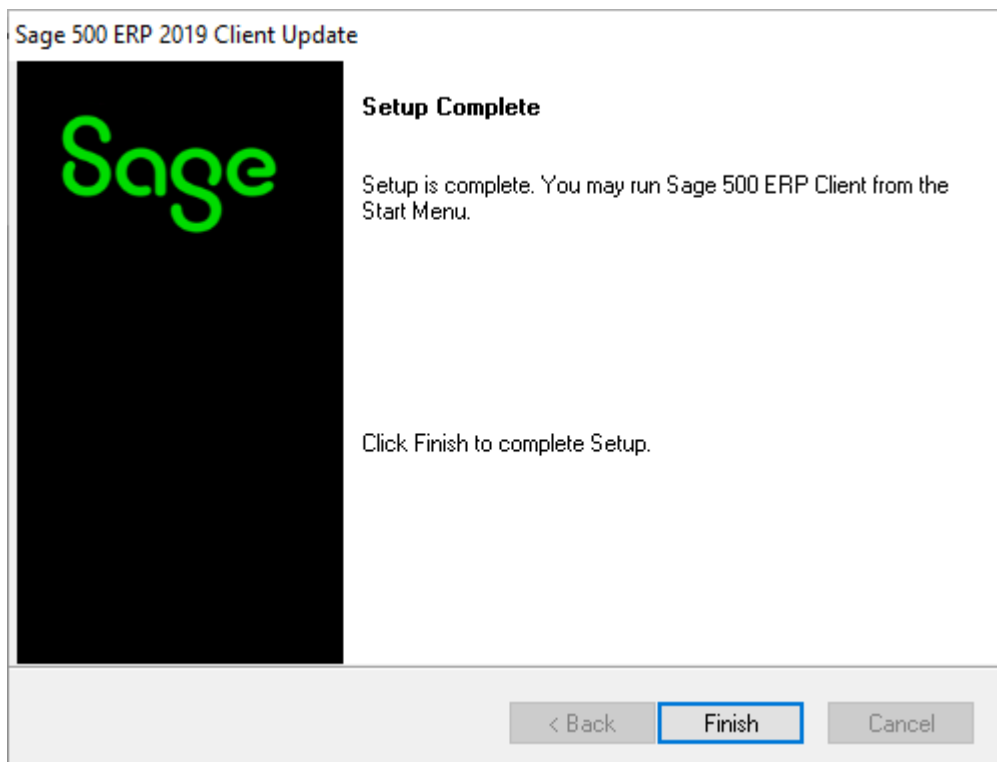 Sage 500 ERP 2019 Client Update
Sage
Setup Complete
Setup is complete. You may run Sage 500 ERP Client from the
Start Menu.
Click Finish to complete Setup.
< Back
Finish
Cancel